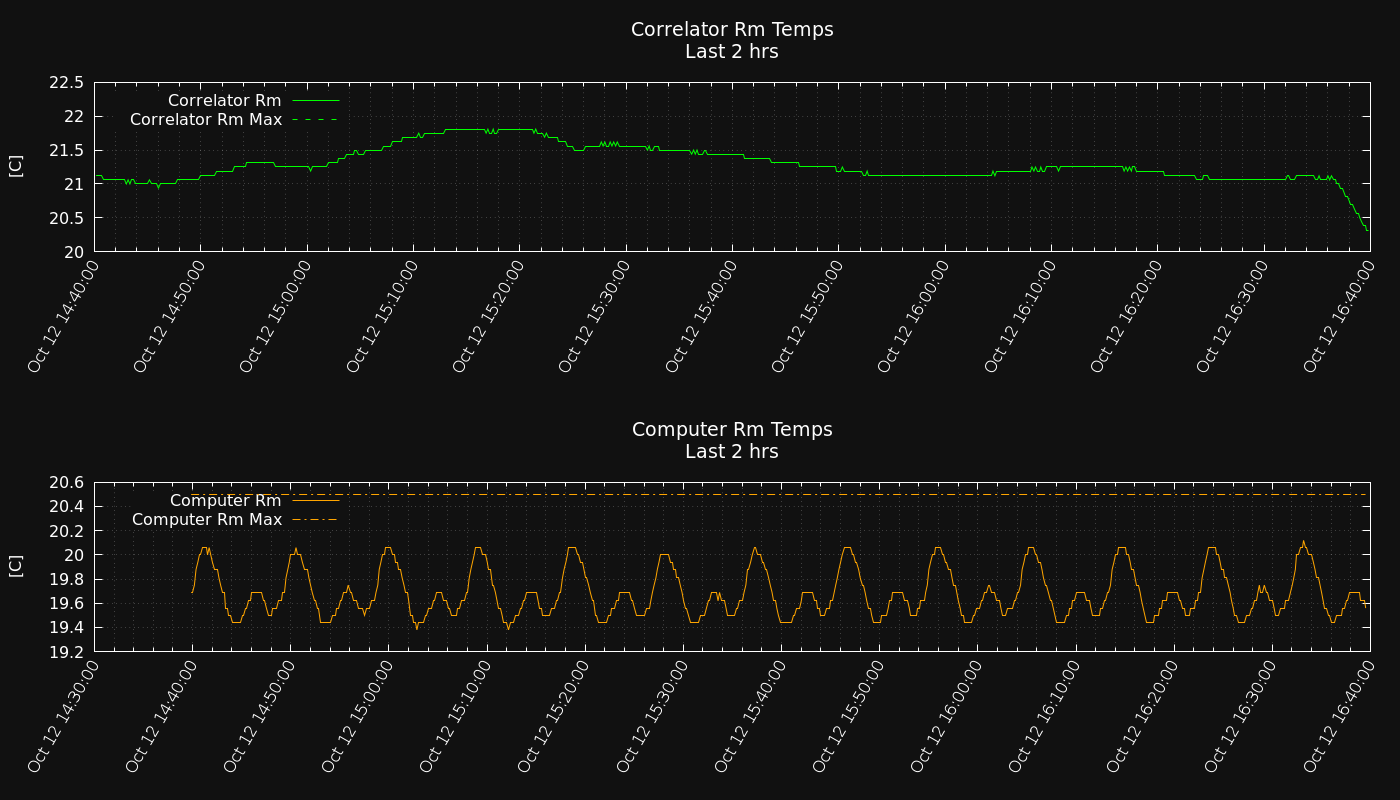 Correlator Rm Temps
Last 2 hrs
22.5
22
21.5
21
20.5
20
[C]
Correlator Rm
Correlator Rm Max
Oct 12 14:40:00
Oct 12 14:50:00
Oct 12 15:00:00
Oct 12 15:10:00
Oct 12 15:20:00
Oct 12 15:30:00
Oct 12 15:40:00
Oct 12 15:50:00
Oct 12 16:00:00
Oct 12 16:10:00
Oct 12 16:20:00
Oct 12 16:30:00
Oct 12 16:40:00
Computer Rm Temps
Last 2 hrs
20.6
20.4
20.2
20
19.8
19.6
19.4
19.2
[C]
Computer Rm
Computer Rm Max
Oct 12 14:30:00
Oct 12 14:40:00
Oct 12 14:50:00
Oct 12 15:00:00
Oct 12 15:10:00
Oct 12 15:20:00
Oct 12 15:30:00
Oct 12 15:40:00
Oct 12 15:50:00
Oct 12 16:00:00
Oct 12 16:10:00
Oct 12 16:20:00
Oct 12 16:30:00
Oct 12 16:40:00